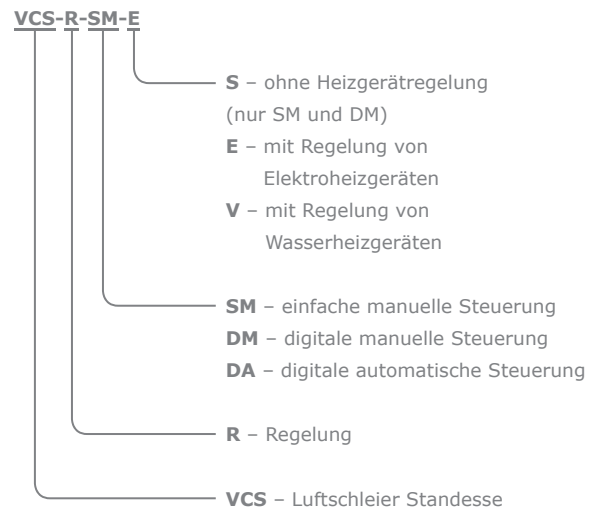 VCS-R-SM-E
S – ohne Heizgerätregelung
(nur SM und DM)
E – mit Regelung von
Elektroheizgeräten
V – mit Regelung von
Wasserheizgeräten
SM – einfache manuelle Steuerung
DM – digitale manuelle Steuerung
DA – digitale automatische Steuerung
R – Regelung
VCS – Luftschleier Standesse